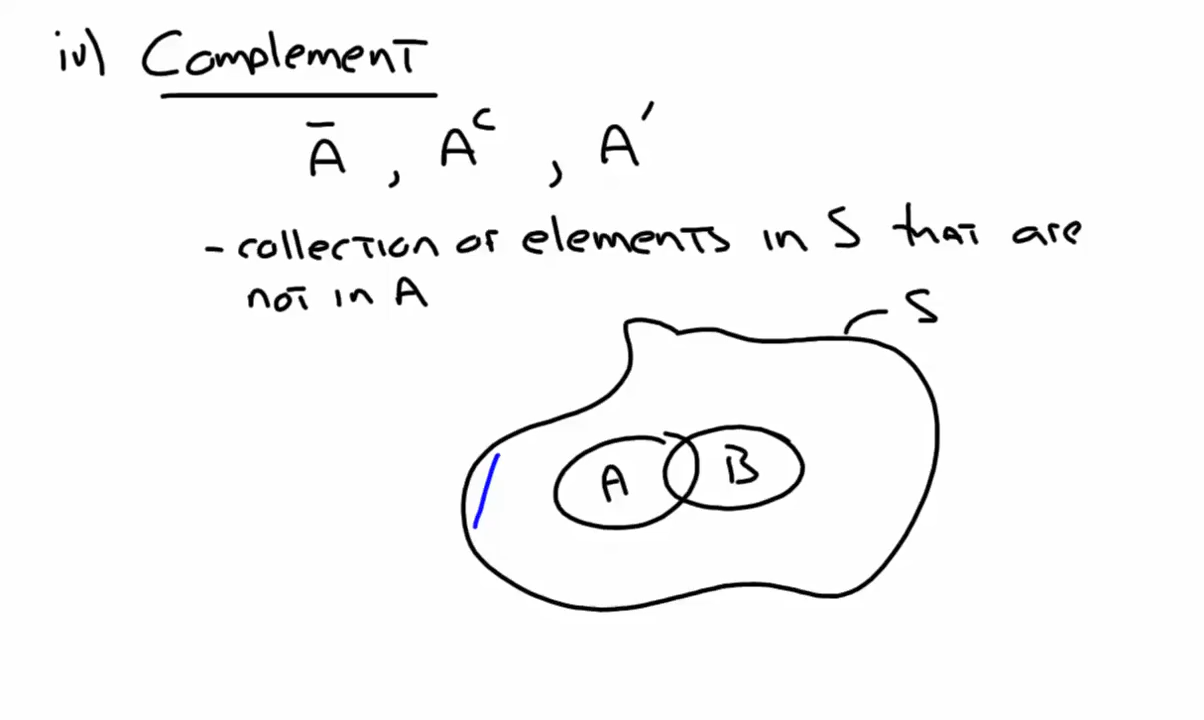 iv) Complement
Ā , Aᶜ , A′
- collection of elements in S that are
not in A
S
A B